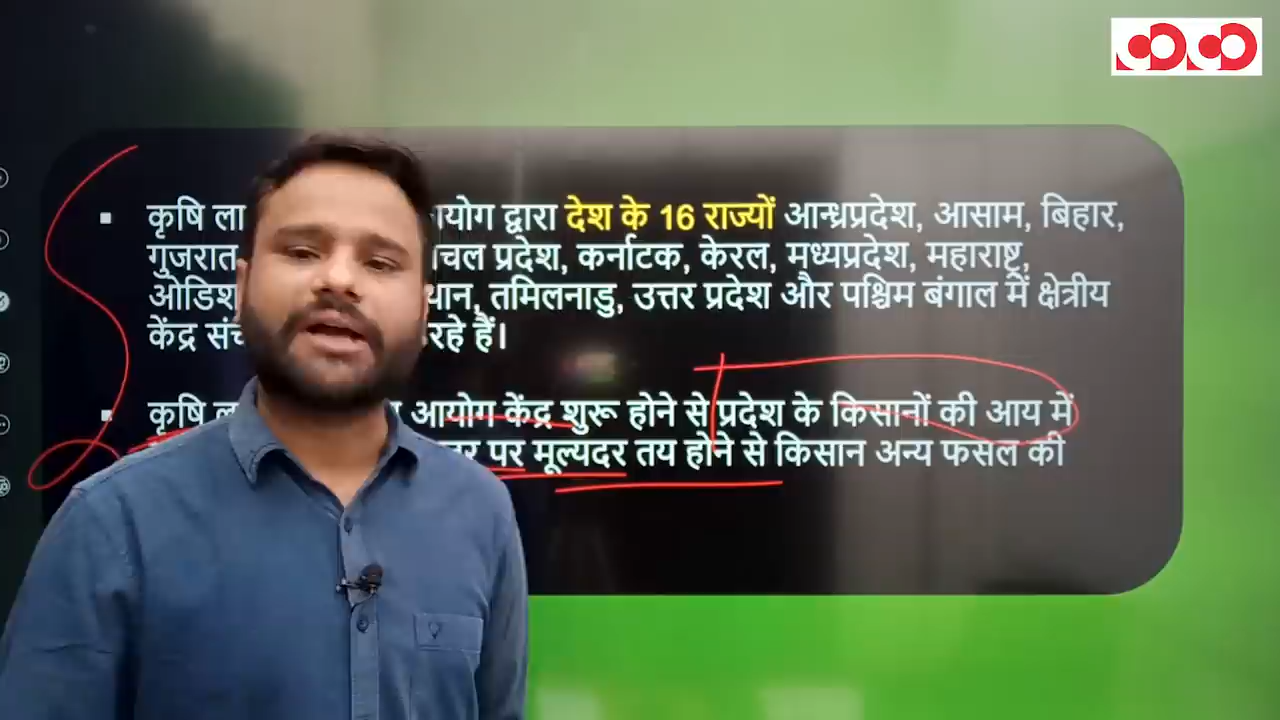 कृषि ला योग द्वारा देश के 16 राज्यों आन्ध्रप्रदेश, आसाम, बिहार,
गुजरात चल प्रदेश, कर्नाटक, केरल, मध्यप्रदेश, महाराष्ट्र,
ओडिश थान, तमिलनाडु, उत्तर प्रदेश और पश्चिम बंगाल में क्षेत्रीय
केंद्र संच रहे हैं।
कृषि ल आयोग केंद्र शुरू होने से प्रदेश के किसानों की आय में
पर मूल्यदर तय होने से किसान अन्य फसल की